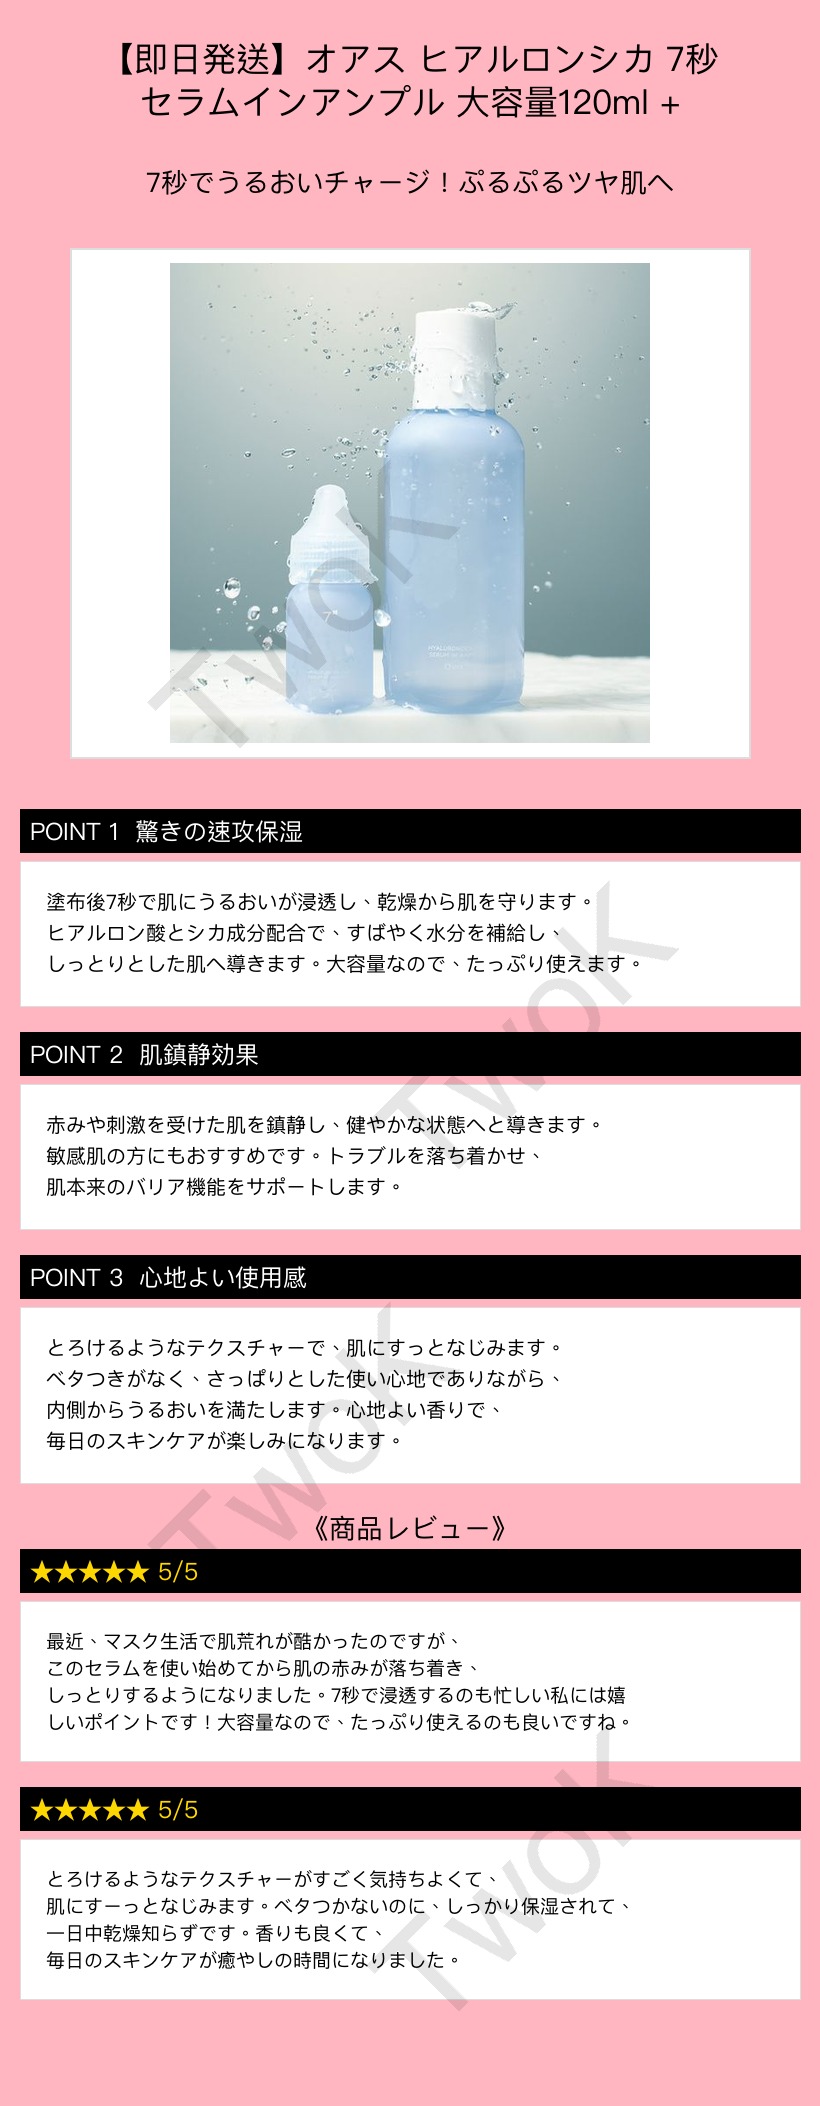 【即日発送】オアス ヒアルロンシカ 7秒
セラムインアンプル 大容量120ml +
7秒でうるおいチャージ！ぷるぷるツヤ肌へ
7
TwoK
POINT 1 驚きの速攻保湿
塗布後7秒で肌にうるおいが浸透し、乾燥から肌を守ります。
ヒアルロン酸とシカ成分配合で、すばやく水分を補給し、
しっとりとした肌へ導きます。大容量なので、たっぷり使えます。
TwoK
POINT 2 肌鎮静効果
赤みや刺激を受けた肌を鎮静し、健やかな状態へと導きます。
敏感肌の方にもおすすめです。トラブルを落ち着かせ、
肌本来のバリア機能をサポートします。
POINT 3 心地よい使用感
とろけるようなテクスチャーで、肌にすっとなじみます。
ベタつきがなく、さっぱりとした使い心地でありながら、
内側からうるおいを満たします。心地よい香りで、
毎日のスキンケアが楽しみになります。
TwoK
《商品レビュー》
★★★★★ 5/5
最近、マスク生活で肌荒れが酷かったのですが、
このセラムを使い始めてから肌の赤みが落ち着き、
しっとりするようになりました。7秒で浸透するのも忙しい私には嬉
しいポイントです！大容量なので、たっぷり使えるのも良いですね。
★★★★★ 5/5
とろけるようなテクスチャーがすごく気持ちよくて、
肌にすーっとなじみます。ベタつかないのに、しっかり保湿されて、
一日中乾燥知らずです。香りも良くて、
毎日のスキンケアが癒やしの時間になりました。
TwoK